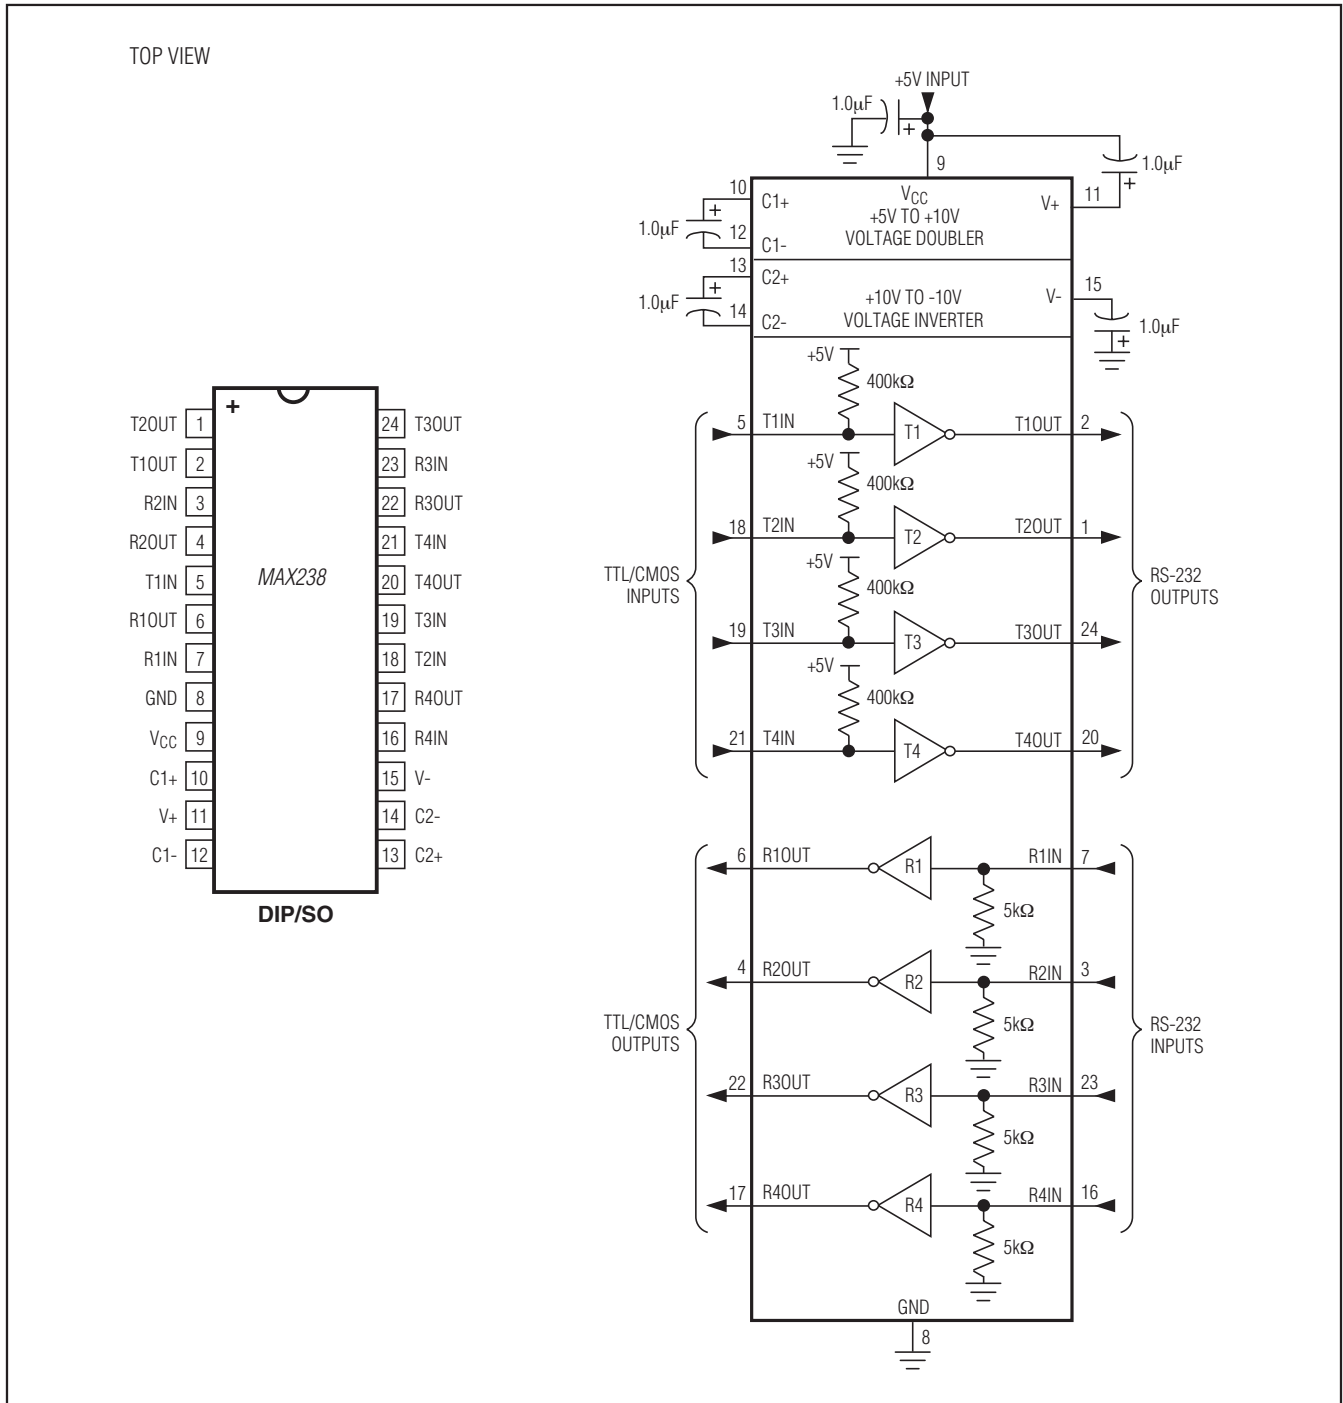 TOP VIEW
+
MAX238
T2OUT 1
T1OUT 2
R2IN 3
R2OUT 4
T1IN 5
R1OUT 6
R1IN 7
GND 8
VCC 9
C1+ 10
V+ 11
C1- 12
24 T3OUT
23 R3IN
22 R3OUT
21 T4IN
20 T4OUT
19 T3IN
18 T2IN
17 R4OUT
16 R4IN
15 V-
14 C2-
13 C2+
DIP/SO
+5V INPUT
1.0µF
+
9
1.0µF
+
10 C1+
+
1.0µF
12 C1-
VCC
+5V TO +10V
VOLTAGE DOUBLER
V+ 11
13 C2+
+
1.0µF
14 C2-
+10V TO -10V
VOLTAGE INVERTER
V- 15
1.0µF
+
+5V
400kΩ
5 T1IN T1 T1OUT 2
+5V
400kΩ
18 T2IN T2 T2OUT 1
+5V
400kΩ
19 T3IN T3 T3OUT 24
+5V
400kΩ
21 T4IN T4 T4OUT 20
TTL/CMOS
INPUTS
RS-232
OUTPUTS
6 R1OUT R1 R1IN 7
5kΩ
4 R2OUT R2 R2IN 3
5kΩ
22 R3OUT R3 R3IN 23
5kΩ
17 R4OUT R4 R4IN 16
5kΩ
TTL/CMOS
OUTPUTS
RS-232
INPUTS
GND
8